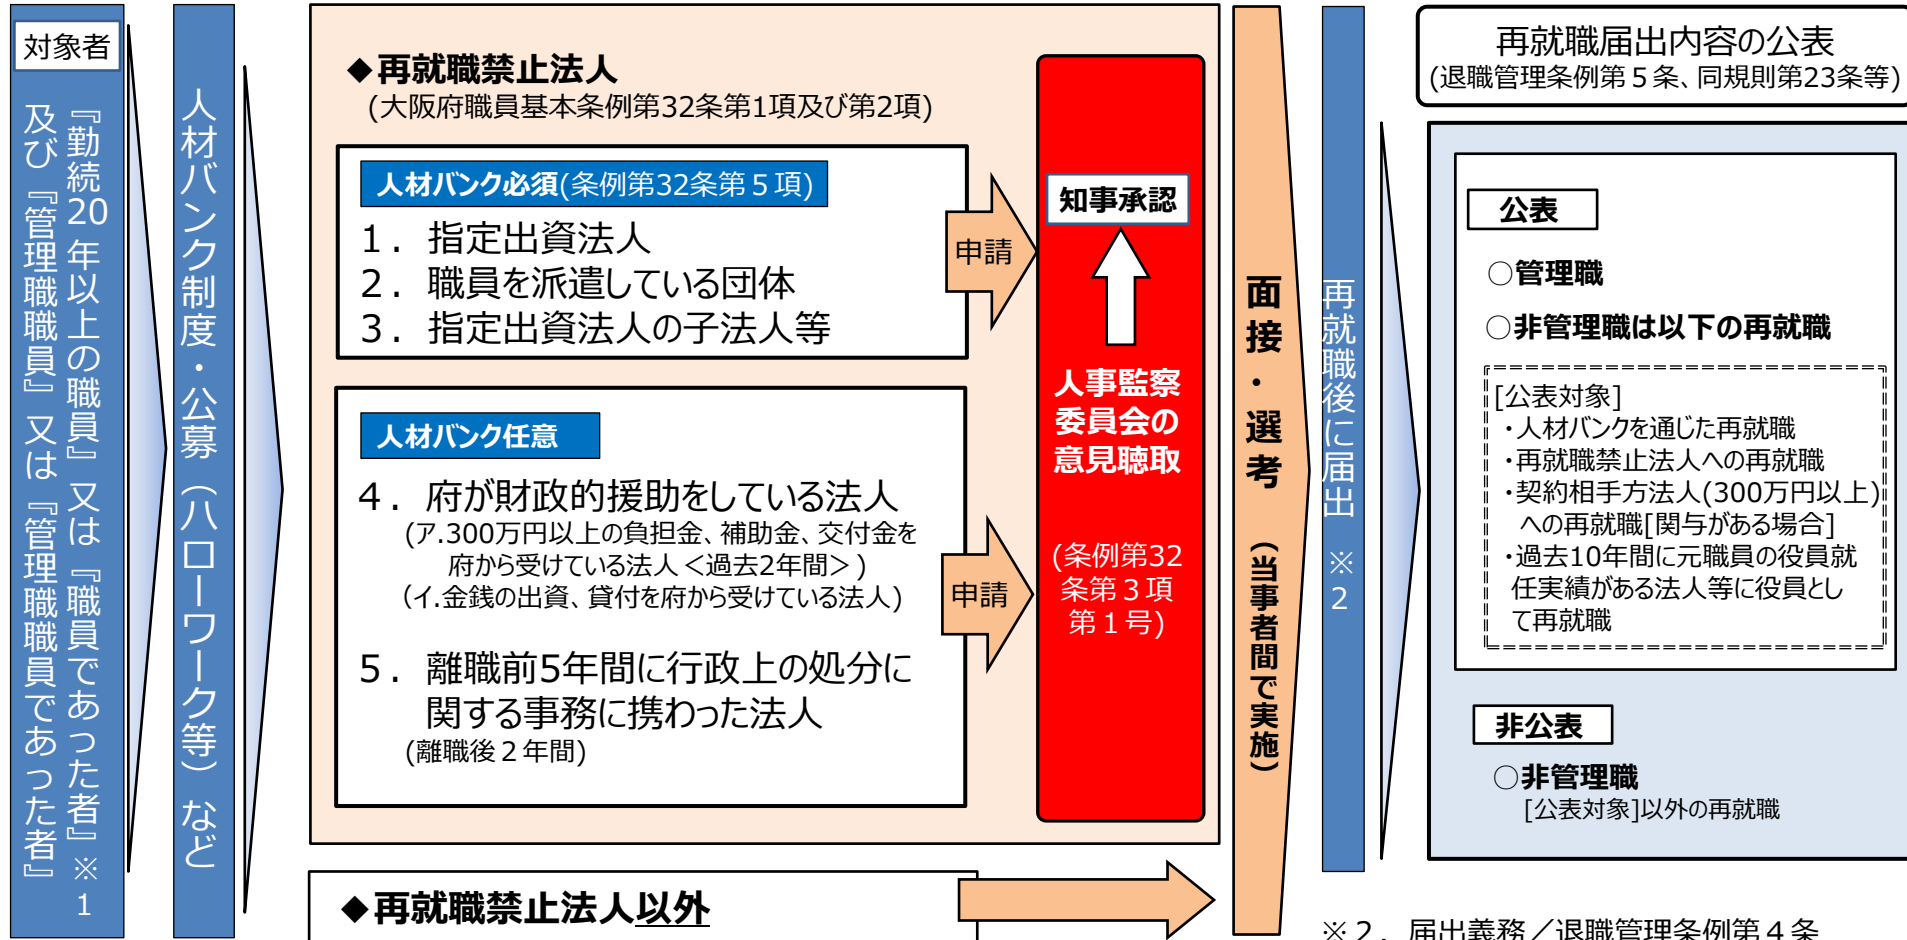 対象者
『勤続20年以上の職員』又は『職員であった者』※1
及び『管理職職員』又は『管理職職員であった者』
人材バンク制度・公募（ハローワーク等）など
◆再就職禁止法人
(大阪府職員基本条例第32条第1項及び第2項)
人材バンク必須(条例第32条第５項)
１．指定出資法人
２．職員を派遣している団体
３．指定出資法人の子法人等
申請
人材バンク任意
４．府が財政的援助をしている法人
(ア.300万円以上の負担金、補助金、交付金を
府から受けている法人＜過去2年間＞)
(イ.金銭の出資、貸付を府から受けている法人)
５．離職前5年間に行政上の処分に
関する事務に携わった法人
(離職後２年間)
申請
知事承認
人事監察
委員会の
意見聴取
(条例第32
条第３項
第１号)
◆再就職禁止法人以外
面接・選考（当事者間で実施）
再就職後に届出 ※2
再就職届出内容の公表
(退職管理条例第５条、同規則第23条等)
公表
○管理職
○非管理職は以下の再就職
[公表対象]
・人材バンクを通じた再就職
・再就職禁止法人への再就職
・契約相手方法人(300万円以上)
への再就職[関与がある場合]
・過去10年間に元職員の役員就
任実績がある法人等に役員とし
て再就職
非公表
○非管理職
[公表対象]以外の再就職
※２．届出義務／退職管理条例第４条